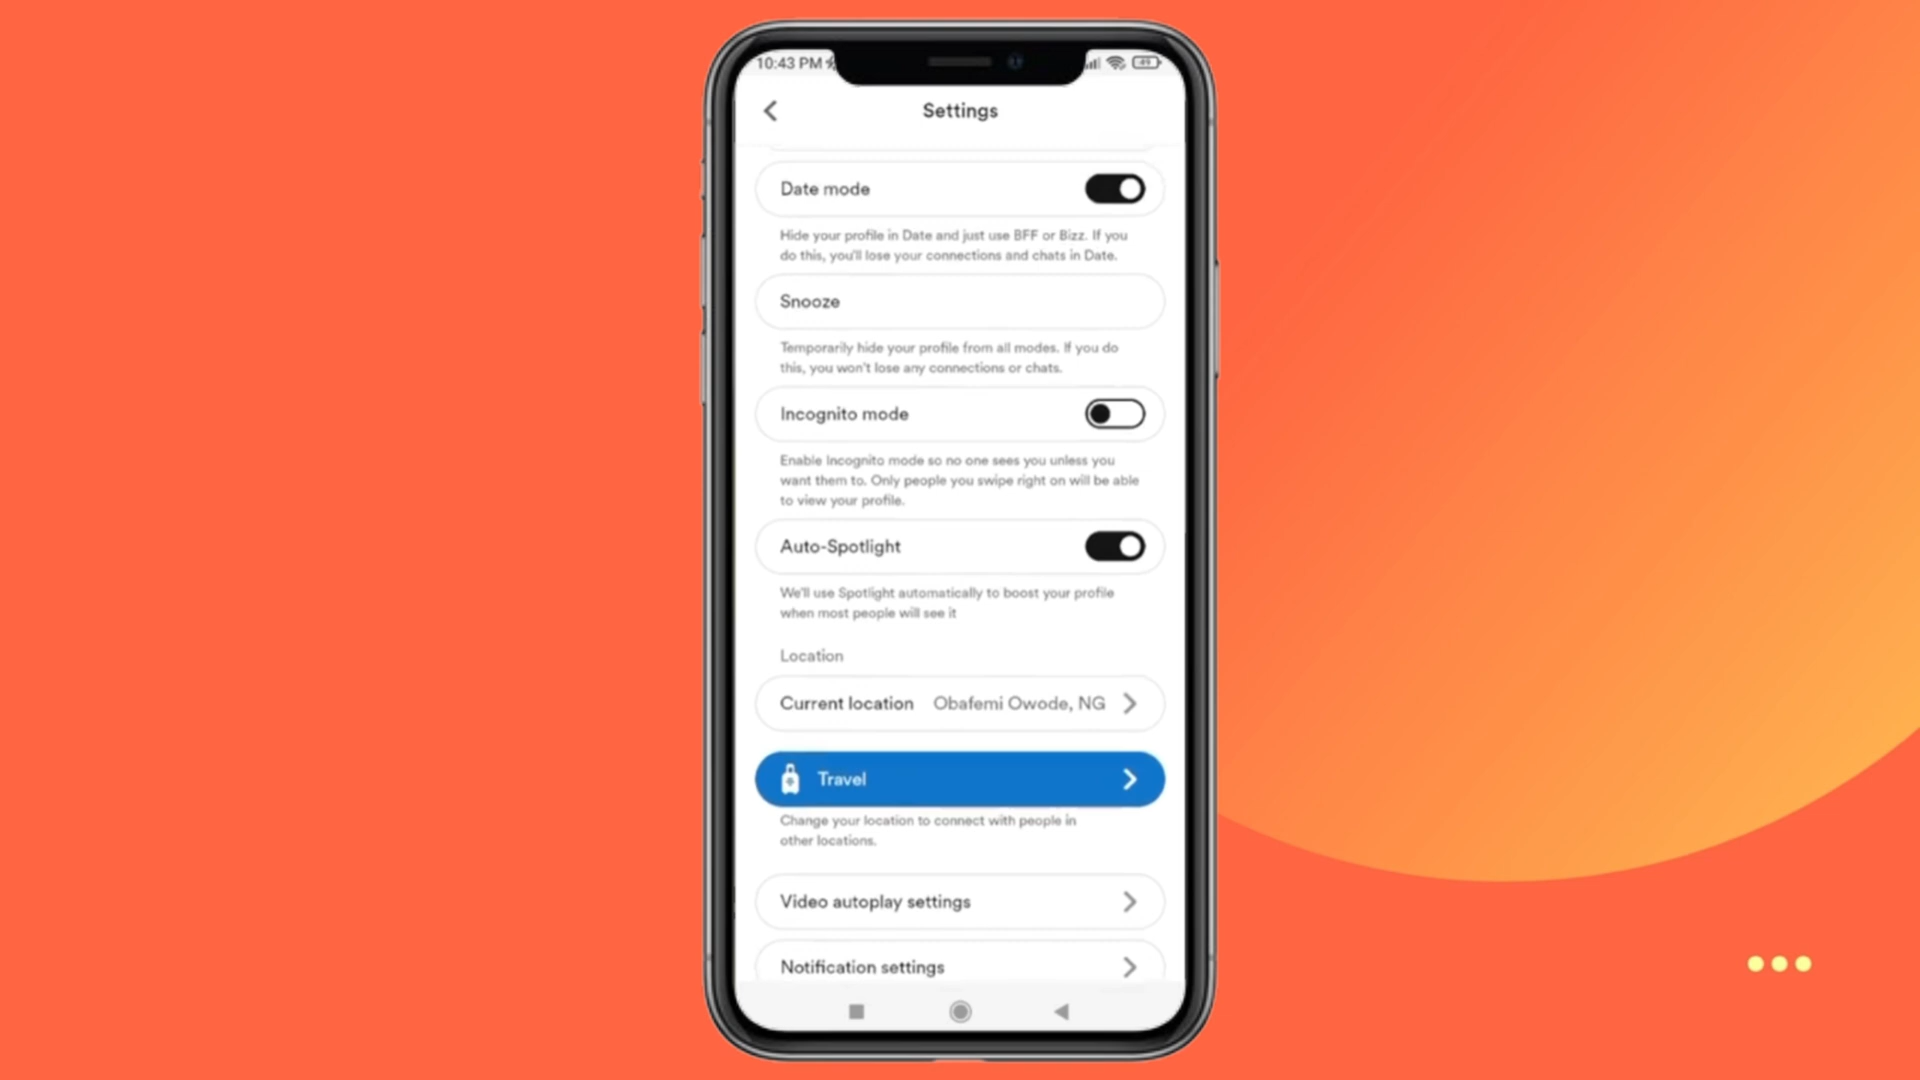 10:43 PM
49
Settings
Date mode
Hide your profile in Date and just use BFF or Bizz. If you
do this, you'll lose your connections and chats in Date.
Snooze
Temporarily hide your profile from all modes. If you do
this, you won't lose any connections or chats.
Incognito mode
Enable Incognito mode so no one sees you unless you
want them to. Only people you swipe right on will be able
to view your profile.
Auto-Spotlight
We'll use Spotlight automatically to boost your profile
when most people will see it
Location
Current location Obafemi Owode, NG
Travel
Change your location to connect with people in
other locations.
Video autoplay settings
Notification settings